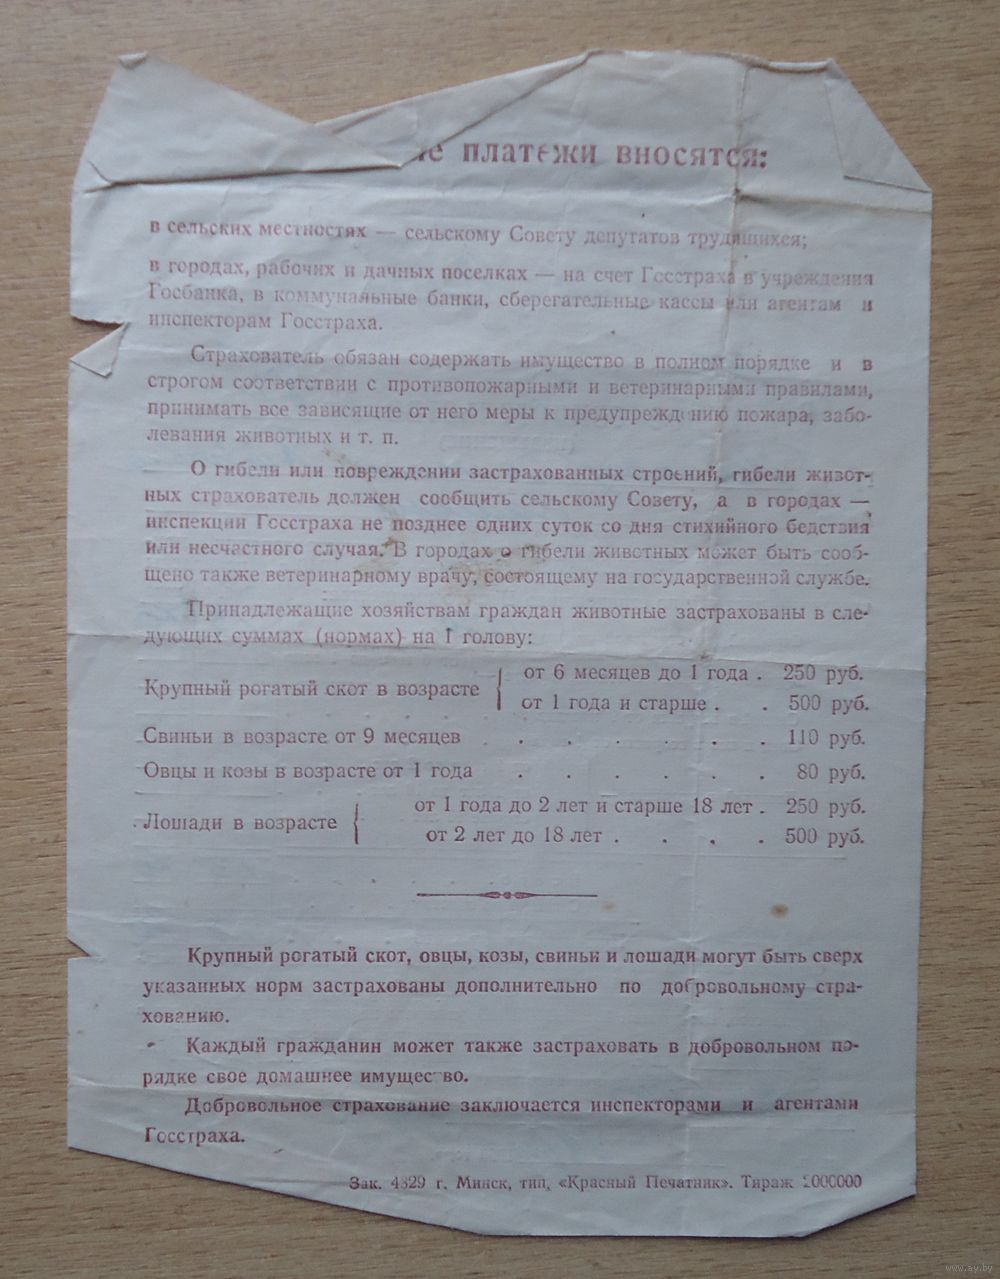 платежи вносятся:
в сельских местностях — сельскому Совету депутатов трудящихся;
в городах, рабочих и дачных поселках — на счет Госстраха в учреждения
Госбанка, в коммунальные банки, сберегательные кассы или агентам и
инспекторам Госстраха.
Страхователь обязан содержать имущество в полном порядке и в
строгом соответствии с противопожарными и ветеринарными правилами,
принимать все зависящие от него меры к предупреждению пожара, забо-
левания животных и т. п.
О гибели или повреждении застрахованных строений, гибели живот-
ных страхователь должен сообщить сельскому Совету, а в городах —
инспекции Госстраха не позднее одних суток со дня стихийного бедствия
или несчастного случая. В городах о гибели животных может быть сооб-
щено также ветеринарному врачу, состоящему на государственной службе.
Принадлежащие хозяйствам граждан животные застрахованы в сле-
дующих суммах (нормах) на 1 голову:
Крупный рогатый скот в возрасте { от 6 месяцев до 1 года . 250 руб.
от 1 года и старше . . 500 руб.
Свиньи в возрасте от 9 месяцев . . . . . . . 110 руб.
Овцы и козы в возрасте от 1 года . . . . . . 80 руб.
Лошади в возрасте { от 1 года до 2 лет и старше 18 лет . 250 руб.
от 2 лет до 18 лет . . . . 500 руб.
Крупный рогатый скот, овцы, козы, свиньи и лошади могут быть сверх
указанных норм застрахованы дополнительно по добровольному стра-
хованию.
Каждый гражданин может также застраховать в добровольном по-
рядке свое домашнее имущество.
Добровольное страхование заключается инспекторами и агентами
Госстраха.
Зак. 4329 г. Минск, тип. «Красный Печатник». Тираж 2000000
www.ay.by